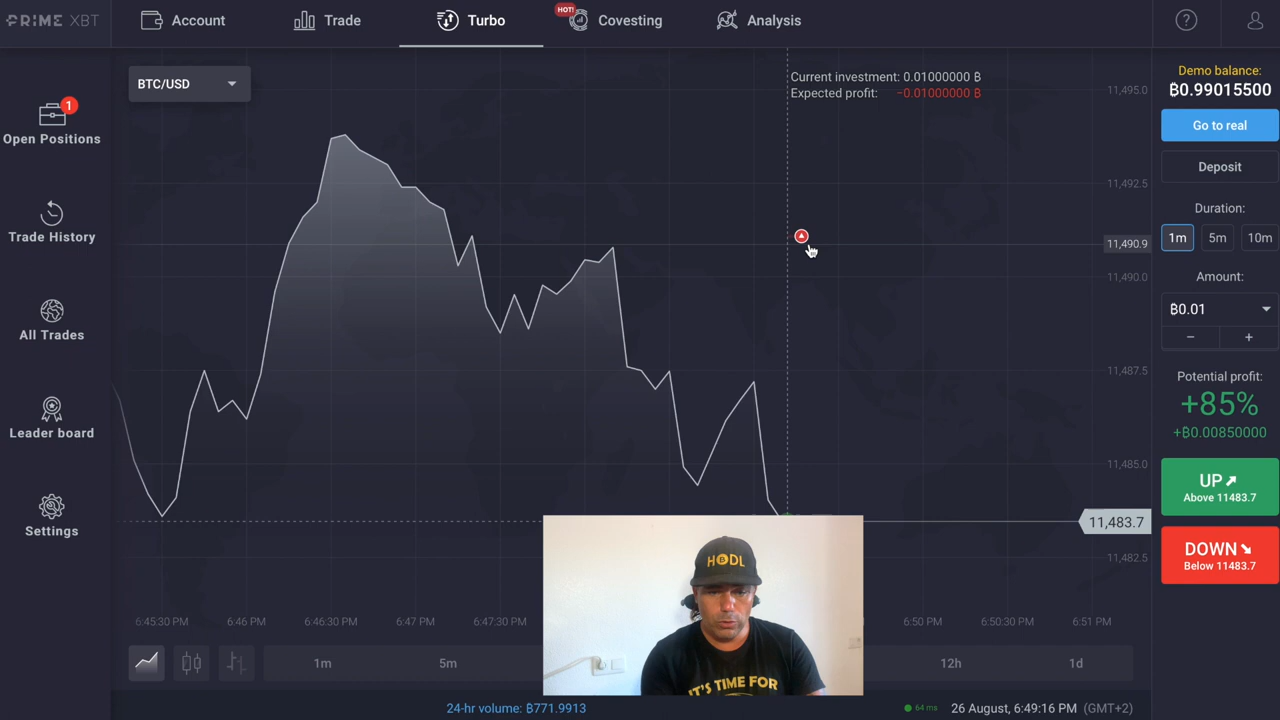 PRIME XBT
Account
Trade
Turbo
HOT!
Covesting
Analysis
?
BTC/USD
Current investment: 0.01000000 ฿
Expected profit: −0.01000000 ฿
1
Open Positions
Trade History
All Trades
Leader board
Settings
11,495.0
11,492.5
11,490.9
11,490.0
11,487.5
11,485.0
11,483.7
11,482.5
Demo balance:
฿0.99015500
Go to real
Deposit
Duration:
1m 5m 10m
Amount:
฿0.01
− +
Potential profit:
+85%
+฿0.00850000
UP
Above 11483.7
DOWN
Below 11483.7
HODL
IT'S TIME FOR
6:45:30 PM 6:46 PM 6:46:30 PM 6:47 PM 6:47:30 PM 6:50 PM 6:50:30 PM 6:51 PM
1m 5m 12h 1d
24-hr volume: ฿771.9913
64 ms
26 August, 6:49:16 PM (GMT+2)